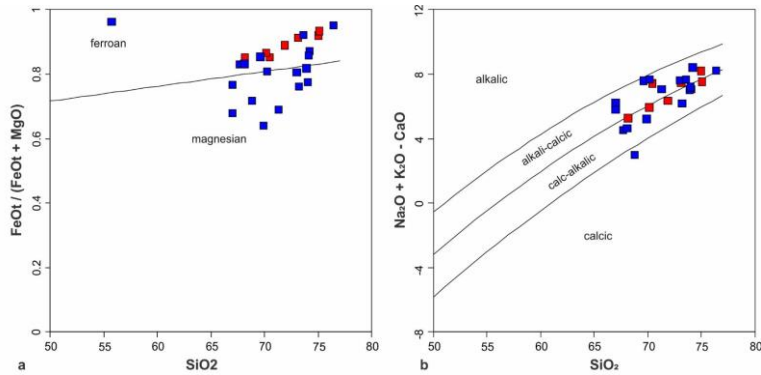 ferroan
magnesian
FeOt / (FeOt + MgO)
1
0.8
0.6
0.4
0.2
0
50
55
60
65
70
75
80
SiO2
a
alkalic
alkali-calcic
calc-alkalic
calcic
Na₂O + K₂O - CaO
12
8
4
0
-4
-8
50
55
60
65
70
75
80
SiO₂
b